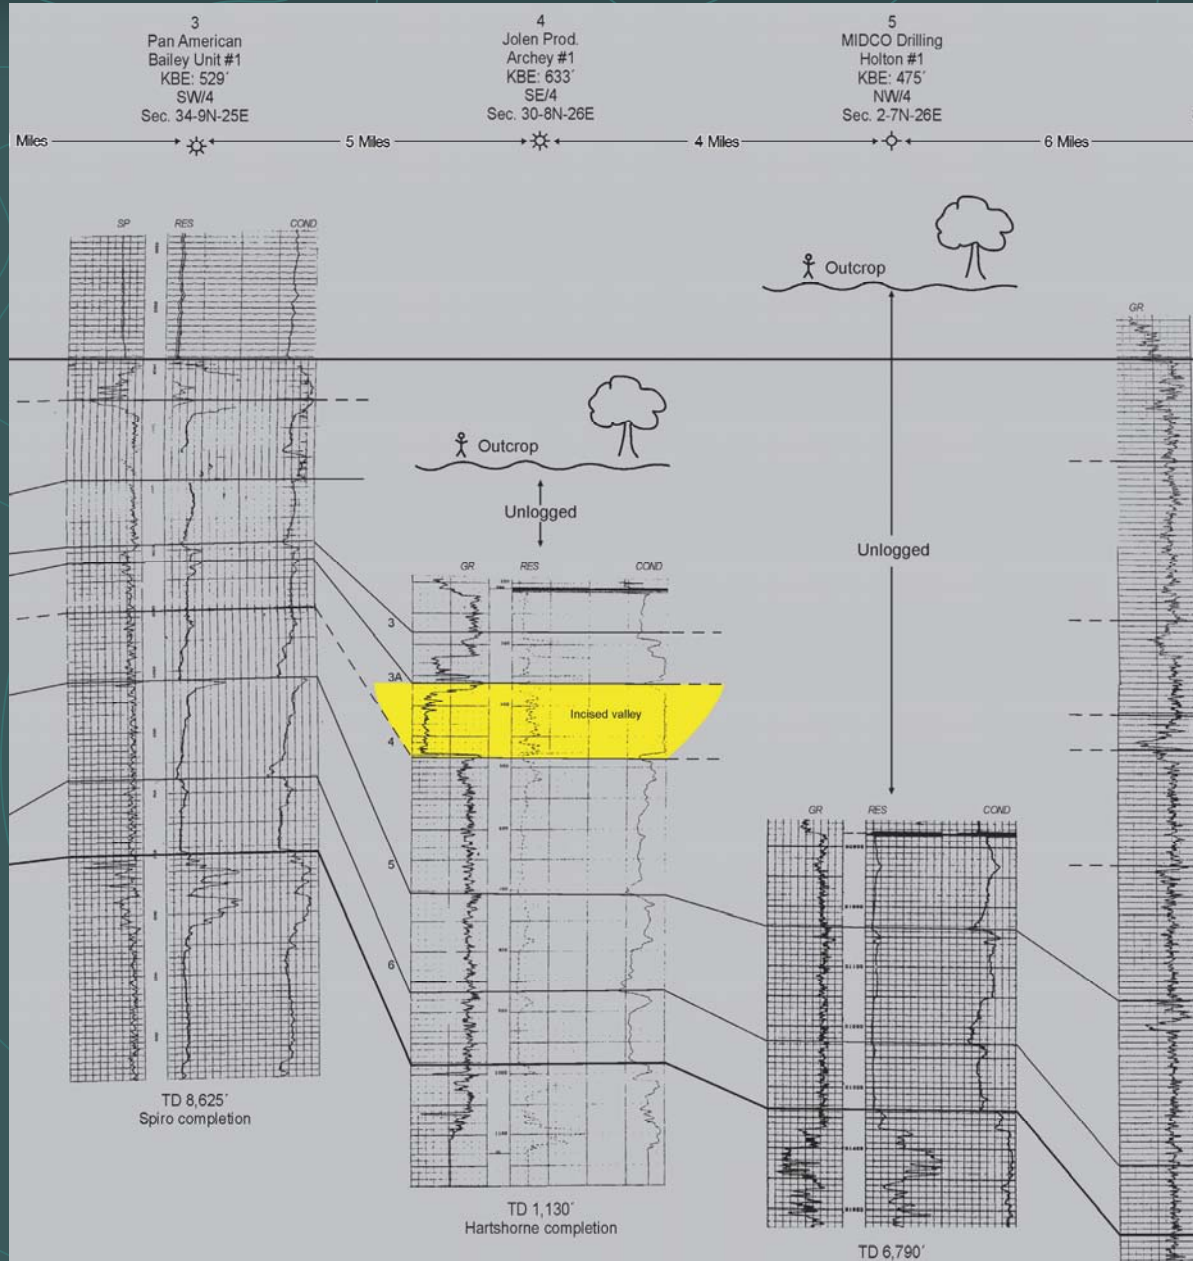 3
Pan American
Bailey Unit #1
KBE: 529´
SW/4
Sec. 34-9N-25E
4
Jolen Prod.
Archey #1
KBE: 633´
SE/4
Sec. 30-8N-26E
5
MIDCO Drilling
Holton #1
KBE: 475´
NW/4
Sec. 2-7N-26E
Miles
5 Miles
4 Miles
6 Miles
SP
RES
COND
Outcrop
Outcrop
GR
Unlogged
Unlogged
GR
RES
COND
3
3A
Incised valley
4
5
6
GR
RES
COND
TD 8,625´
Spiro completion
TD 1,130´
Hartshorne completion
TD 6,790´